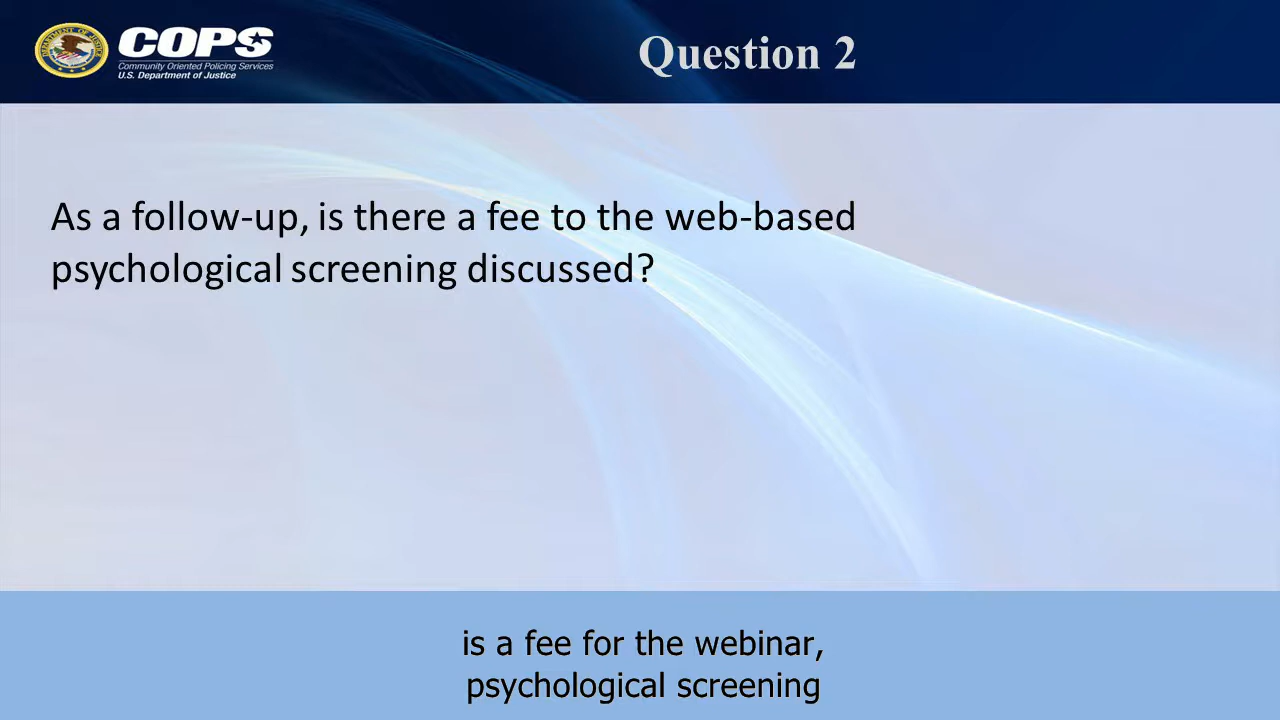 COPS
Community Oriented Policing Services
U.S. Department of Justice
Question 2
As a follow-up, is there a fee to the web-based
psychological screening discussed?
is a fee for the webinar,
psychological screening